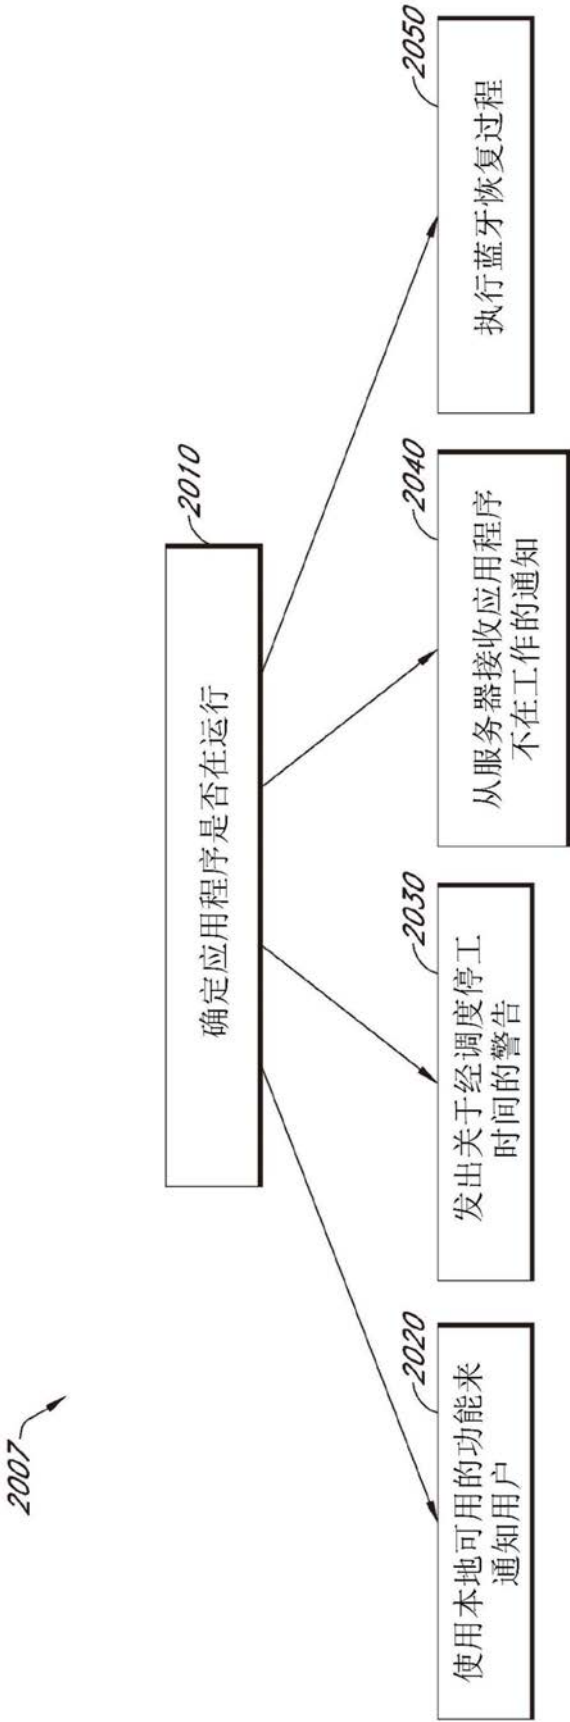 2007
2010
确定应用程序是否在运行
2020
使用本地可用的功能来
通知用户
2030
发出关于经调度停工
时间的警告
2040
从服务器接收应用程序
不在工作的通知
2050
执行蓝牙恢复过程